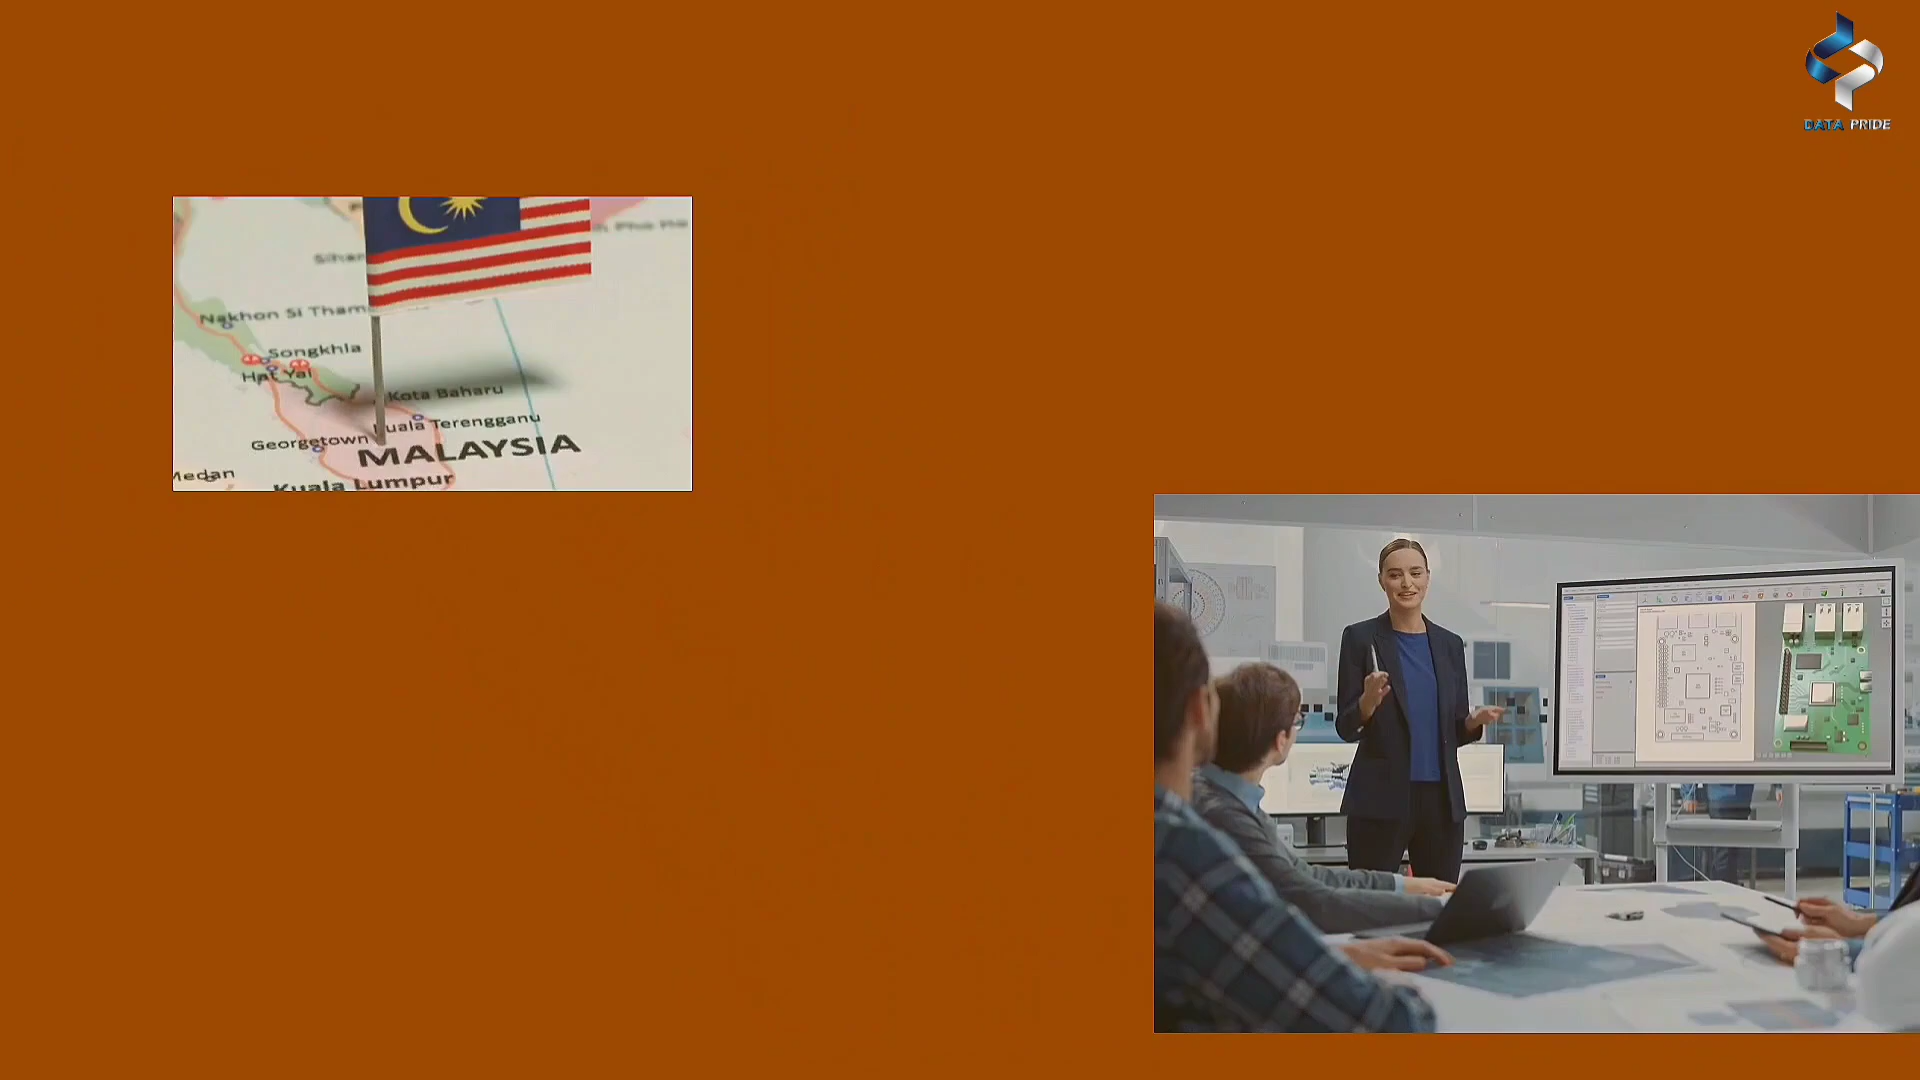 DATA PRIDE
Nakhon Si Tham
Songkhla
Hat Yai
Kota Baharu
Kuala Terengganu
Georgetown
MALAYSIA
Medan
Kuala Lumpur